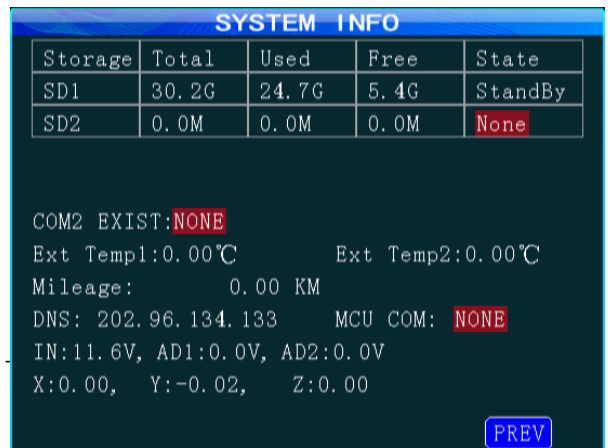 SYSTEM INFO
Storage Total Used Free State
SD1 30.2G 24.7G 5.4G StandBy
SD2 0.0M 0.0M 0.0M None
COM2 EXIST:NONE
Ext Temp1:0.00℃ Ext Temp2:0.00℃
Mileage: 0.00 KM
DNS: 202.96.134.133 MCU COM: NONE
IN:11.6V, AD1:0.0V, AD2:0.0V
X:0.00, Y:-0.02, Z:0.00
PREV